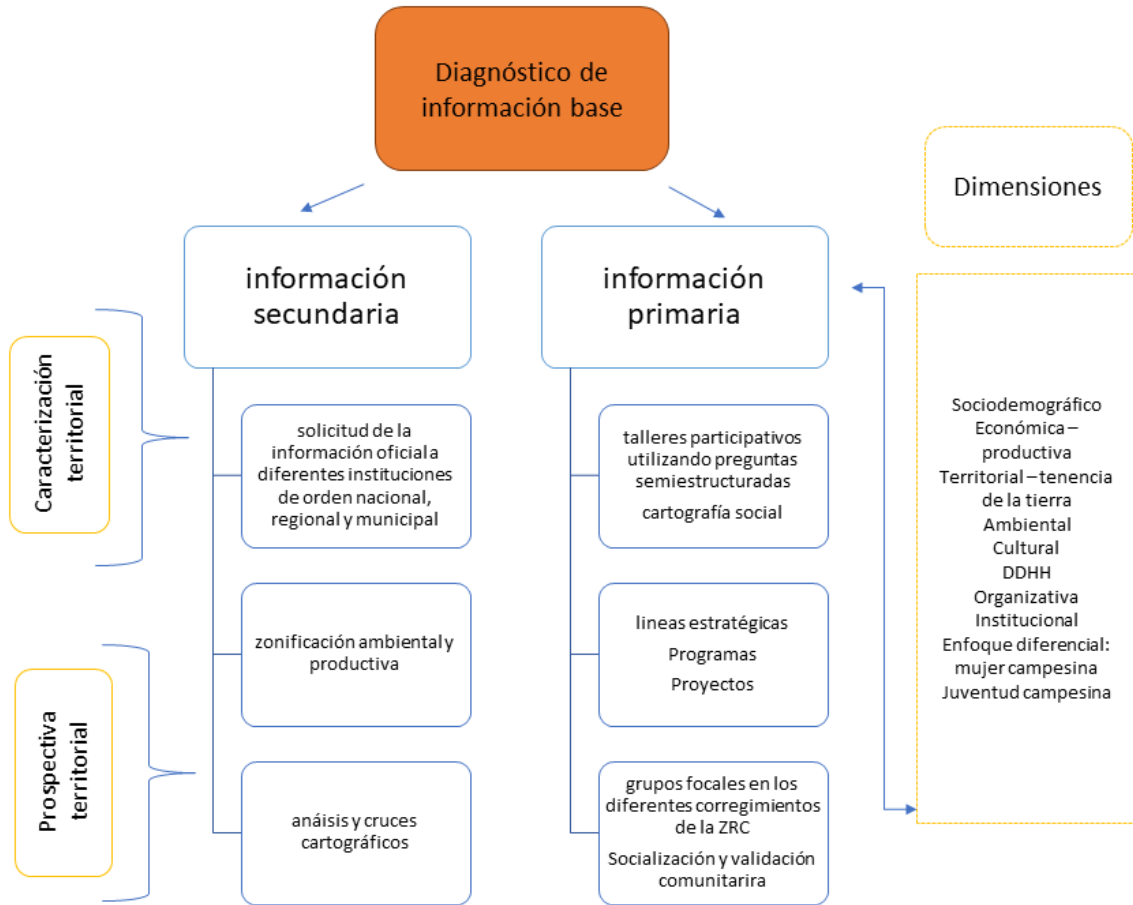 Diagnóstico de
información base
Dimensiones
información
secundaria
información
primaria
Caracterización
territorial
solicitud de la
información oficial a
diferentes instituciones
de orden nacional,
regional y municipal
talleres participativos
utilizando preguntas
semiestructuradas
cartografía social
Sociodemográfico
Económica –
productiva
Territorial – tenencia
de la tierra
Ambiental
Cultural
DDHH
Organizativa
Institucional
Enfoque diferencial:
mujer campesina
Juventud campesina
Prospectiva
territorial
zonificación ambiental y
productiva
lineas estratégicas
Programas
Proyectos
anáisis y cruces
cartográficos
grupos focales en los
diferentes corregimientos
de la ZRC
Socialización y validación
comunitarira